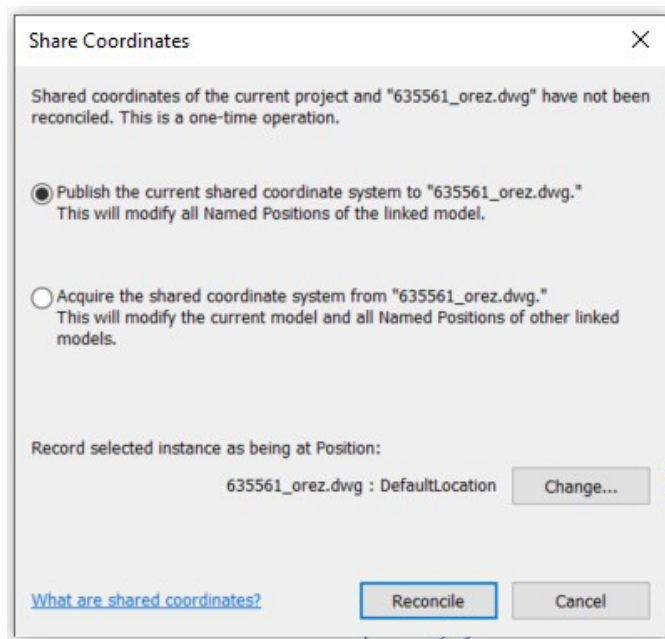 Share Coordinates
Shared coordinates of the current project and "635561_orez.dwg" have not been
reconciled. This is a one-time operation.
Publish the current shared coordinate system to "635561_orez.dwg."
This will modify all Named Positions of the linked model.
Acquire the shared coordinate system from "635561_orez.dwg."
This will modify the current model and all Named Positions of other linked
models.
Record selected instance as being at Position:
635561_orez.dwg : DefaultLocation
Change...
What are shared coordinates?
Reconcile
Cancel